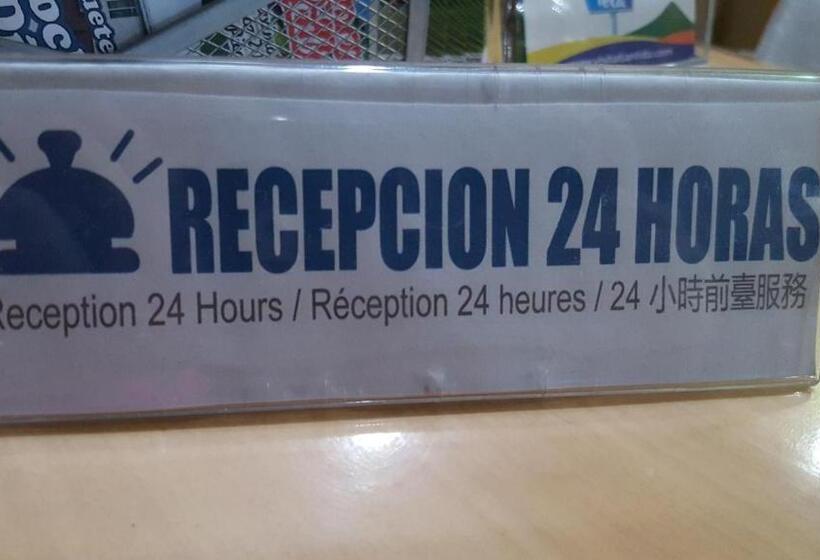 RECEPCION 24 HORAS
Reception 24 Hours / Réception 24 heures / 24 小時前臺服務